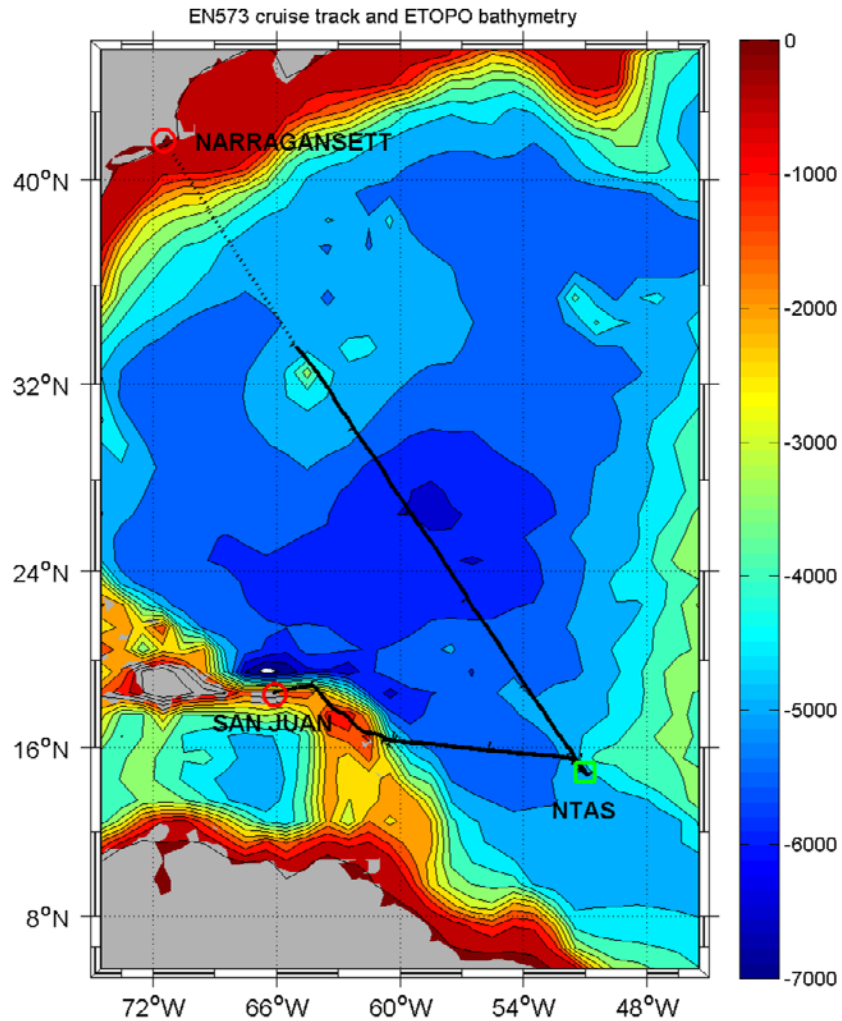 EN573 cruise track and ETOPO bathymetry
0
NARRAGANSETT
-1000
40°N
-2000
32°N
-3000
24°N
-4000
SAN JUAN
-5000
16°N
NTAS
-6000
8°N
-7000
72°W 66°W 60°W 54°W 48°W